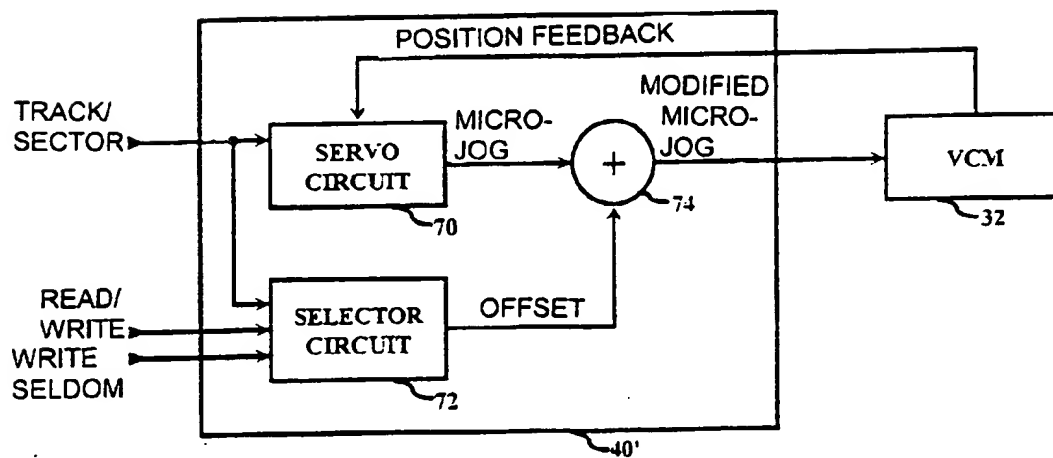 POSITION FEEDBACK
TRACK/
SECTOR
SERVO
CIRCUIT
70
MICRO-
JOG
+
74
MODIFIED
MICRO-
JOG
VCM
32
READ/
WRITE
WRITE
SELDOM
SELECTOR
CIRCUIT
72
OFFSET
40'